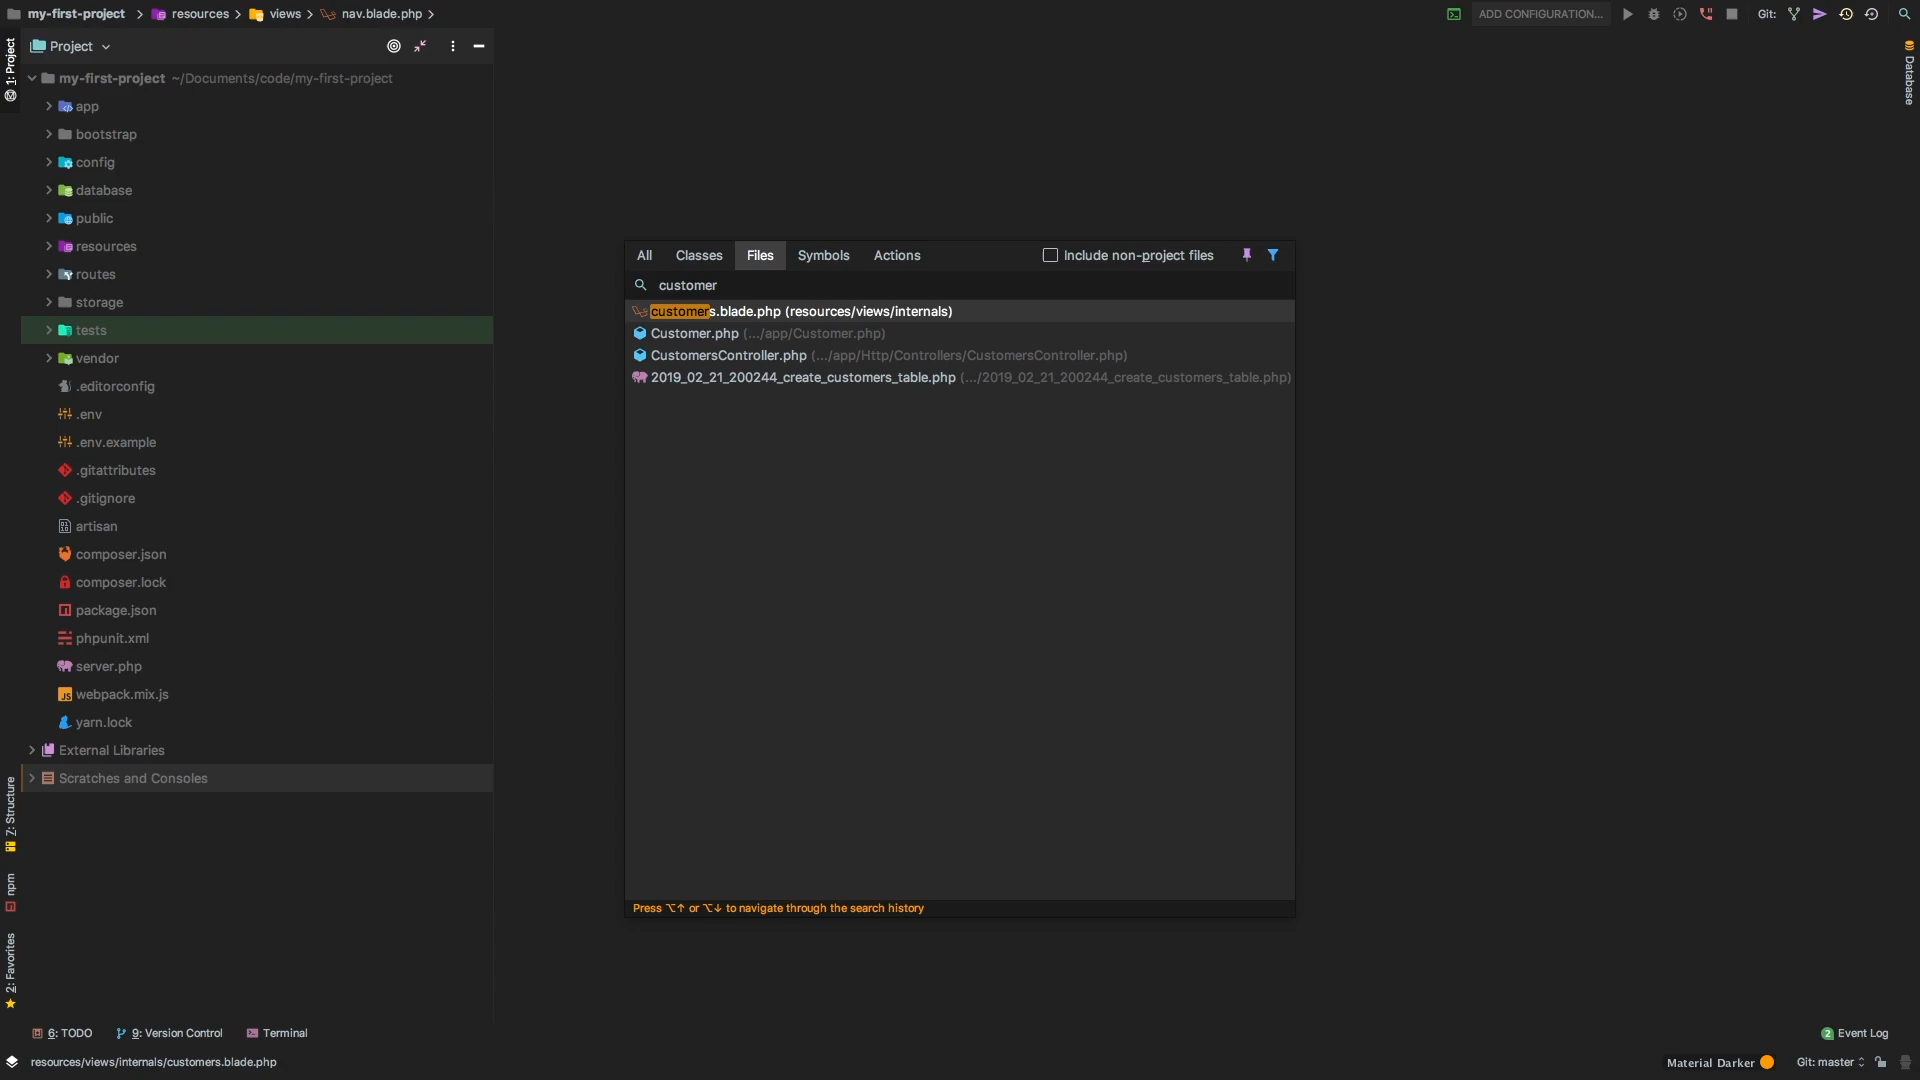 my-first-project > resources > views > nav.blade.php >
ADD CONFIGURATION...
Git:
1: Project
Project
Database
my-first-project ~/Documents/code/my-first-project
app
bootstrap
config
database
public
resources
routes
storage
tests
vendor
.editorconfig
.env
.env.example
.gitattributes
.gitignore
artisan
composer.json
composer.lock
package.json
phpunit.xml
server.php
webpack.mix.js
yarn.lock
External Libraries
Scratches and Consoles
All Classes Files Symbols Actions Include non-project files
customer
customers.blade.php (resources/views/internals)
Customer.php (.../app/Customer.php)
CustomersController.php (.../app/Http/Controllers/CustomersController.php)
2019_02_21_200244_create_customers_table.php (.../2019_02_21_200244_create_customers_table.php)
Press ⌥↑ or ⌥↓ to navigate through the search history
Z: Structure
npm
2: Favorites
6: TODO 9: Version Control Terminal
2 Event Log
resources/views/internals/customers.blade.php
Material Darker Git: master